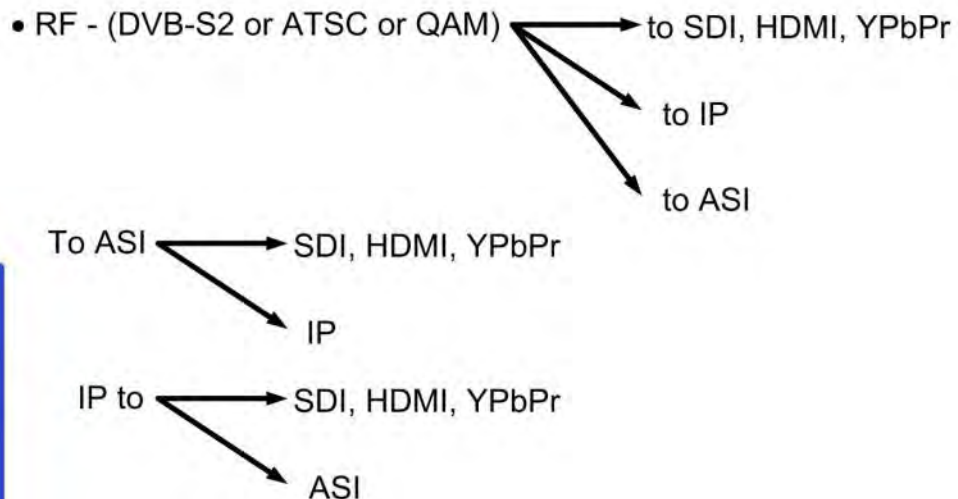 • RF - (DVB-S2 or ATSC or QAM) to SDI, HDMI, YPbPr
to IP
to ASI
To ASI SDI, HDMI, YPbPr
IP
IP to SDI, HDMI, YPbPr
ASI